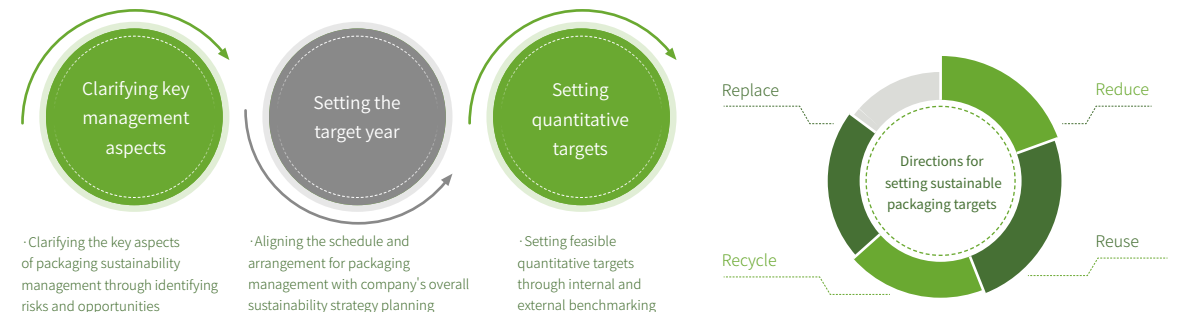 Clarifying key
management
aspects
Setting the
target year
Setting
quantitative
targets
·Clarifying the key aspects
of packaging sustainability
management through identifying
risks and opportunities
·Aligning the schedule and
arrangement for packaging
management with company's overall
sustainability strategy planning
·Setting feasible
quantitative targets
through internal and
external benchmarking
Replace
Reduce
Directions for
setting sustainable
packaging targets
Recycle
Reuse